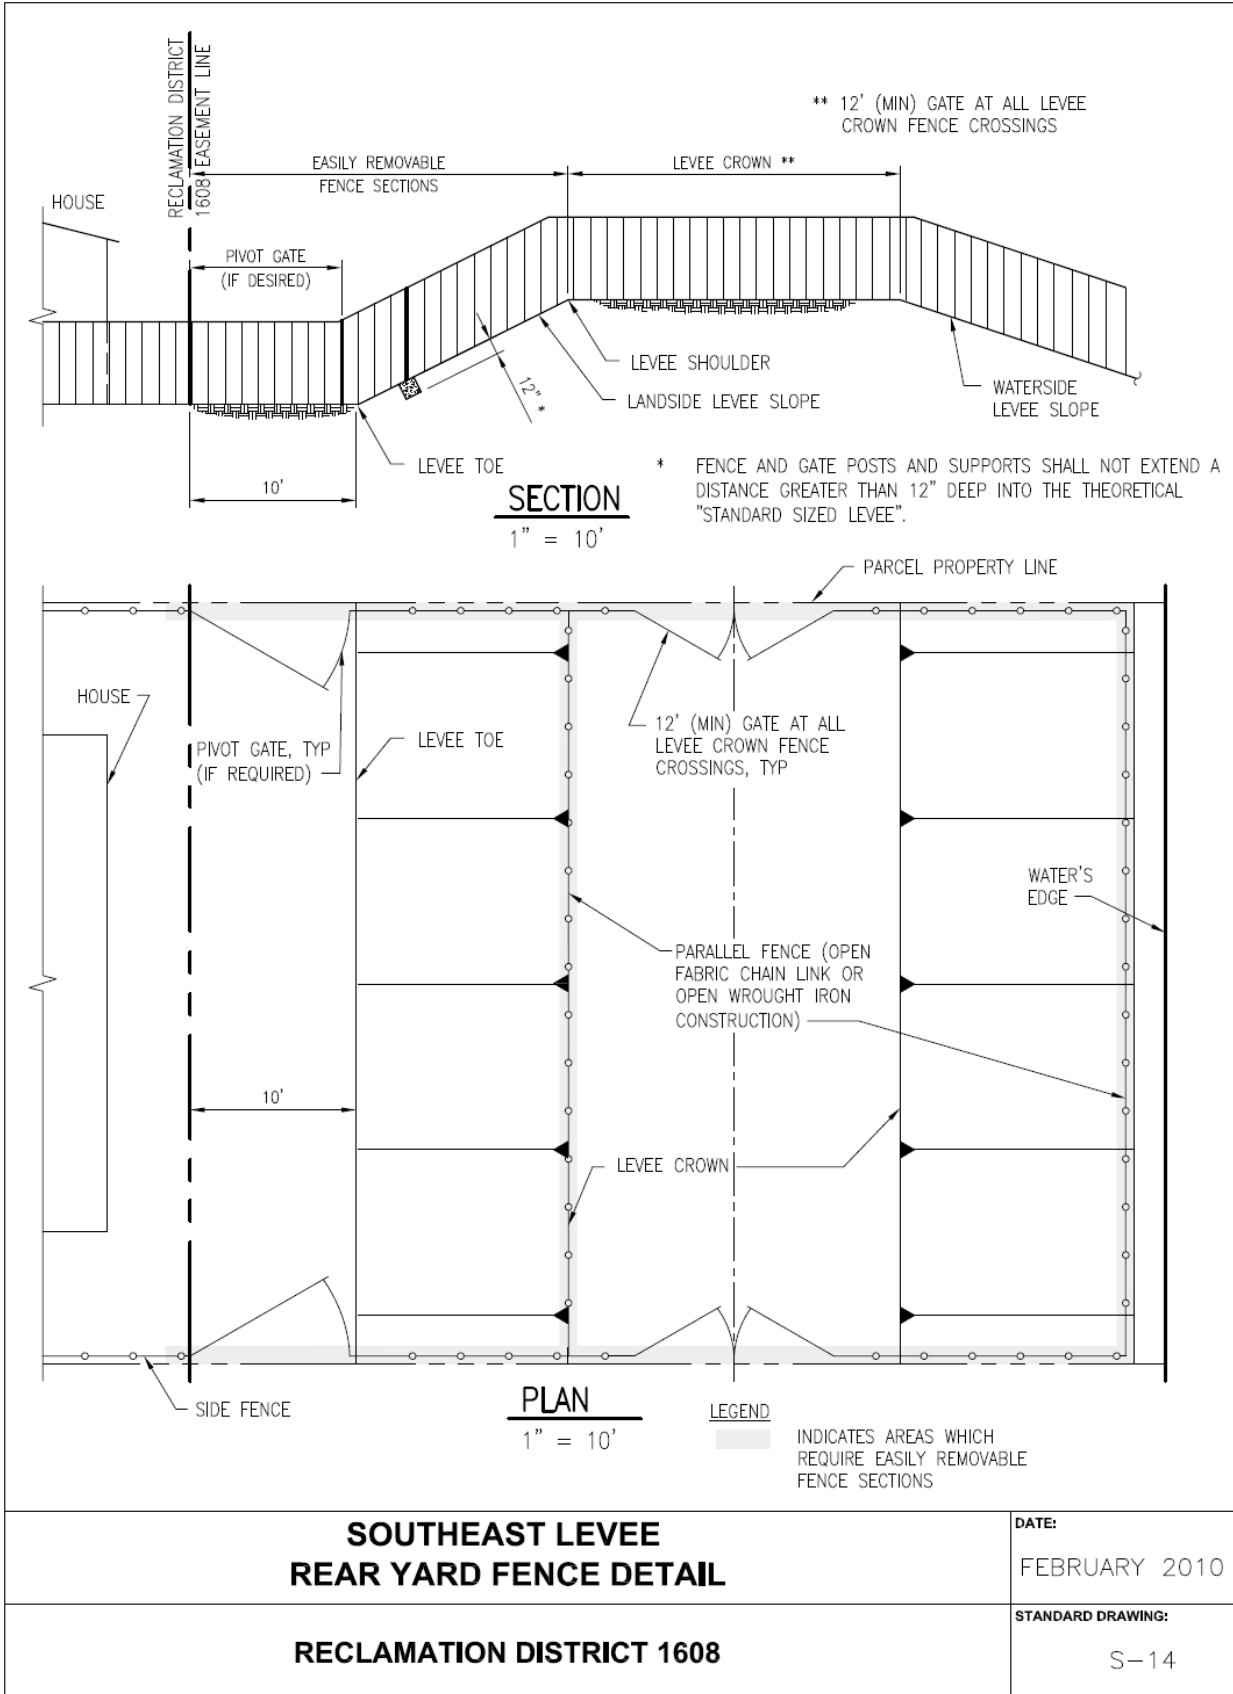 RECLAMATION DISTRICT
1608 EASEMENT LINE
** 12' (MIN) GATE AT ALL LEVEE
CROWN FENCE CROSSINGS
EASILY REMOVABLE
FENCE SECTIONS
LEVEE CROWN **
HOUSE
PIVOT GATE
(IF DESIRED)
LEVEE SHOULDER
12" *
LANDSIDE LEVEE SLOPE
WATERSIDE
LEVEE SLOPE
LEVEE TOE
10'
SECTION
1" = 10'
* FENCE AND GATE POSTS AND SUPPORTS SHALL NOT EXTEND A
DISTANCE GREATER THAN 12" DEEP INTO THE THEORETICAL
"STANDARD SIZED LEVEE".
PARCEL PROPERTY LINE
HOUSE
PIVOT GATE, TYP
(IF REQUIRED)
LEVEE TOE
12' (MIN) GATE AT ALL
LEVEE CROWN FENCE
CROSSINGS, TYP
WATER'S
EDGE
PARALLEL FENCE (OPEN
FABRIC CHAIN LINK OR
OPEN WROUGHT IRON
CONSTRUCTION)
10'
LEVEE CROWN
SIDE FENCE
PLAN
1" = 10'
LEGEND
INDICATES AREAS WHICH
REQUIRE EASILY REMOVABLE
FENCE SECTIONS
SOUTHEAST LEVEE
REAR YARD FENCE DETAIL
DATE:
FEBRUARY 2010
RECLAMATION DISTRICT 1608
STANDARD DRAWING:
S-14